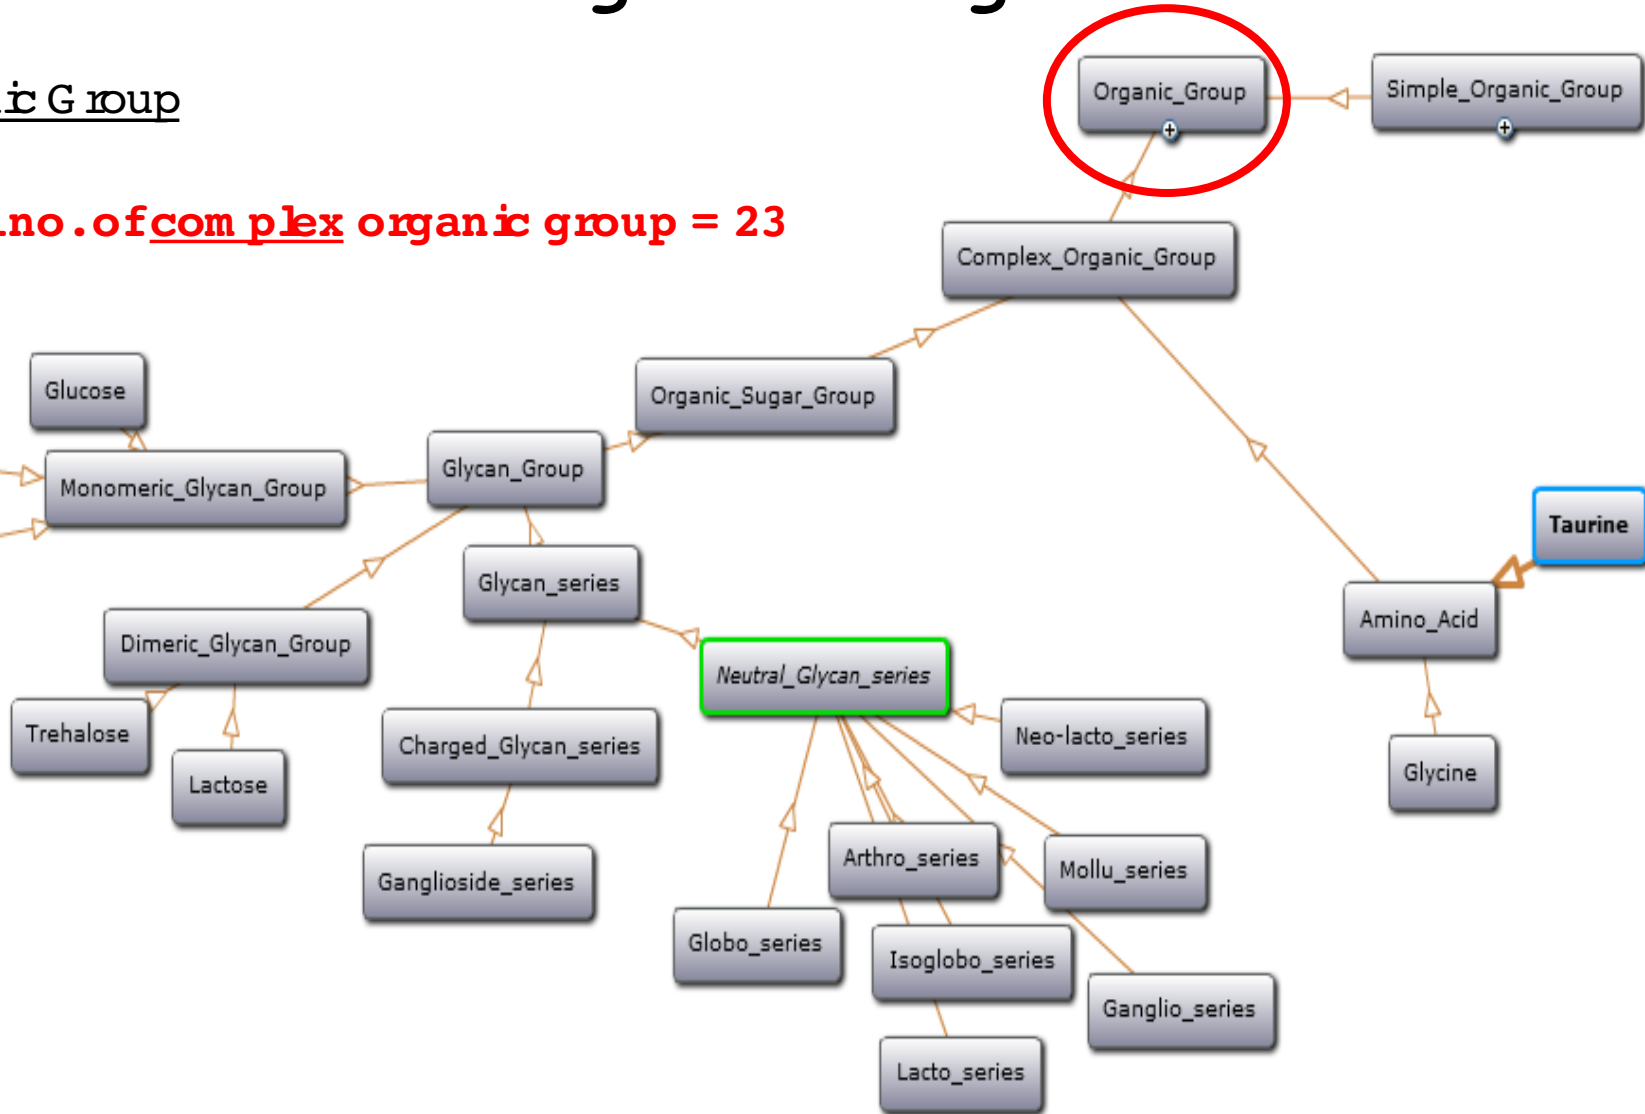 Organic_Group
Simple_Organic_Group
ic Group
no. of complex organic group = 23
Complex_Organic_Group
Glucose
Organic_Sugar_Group
Monomeric_Glycan_Group
Glycan_Group
Taurine
Glycan_series
Amino_Acid
Dimeric_Glycan_Group
Neutral_Glycan_series
Trehalose
Charged_Glycan_series
Neo-lacto_series
Lactose
Glycine
Ganglioside_series
Arthro_series
Mollu_series
Globo_series
Isoglobo_series
Ganglio_series
Lacto_series